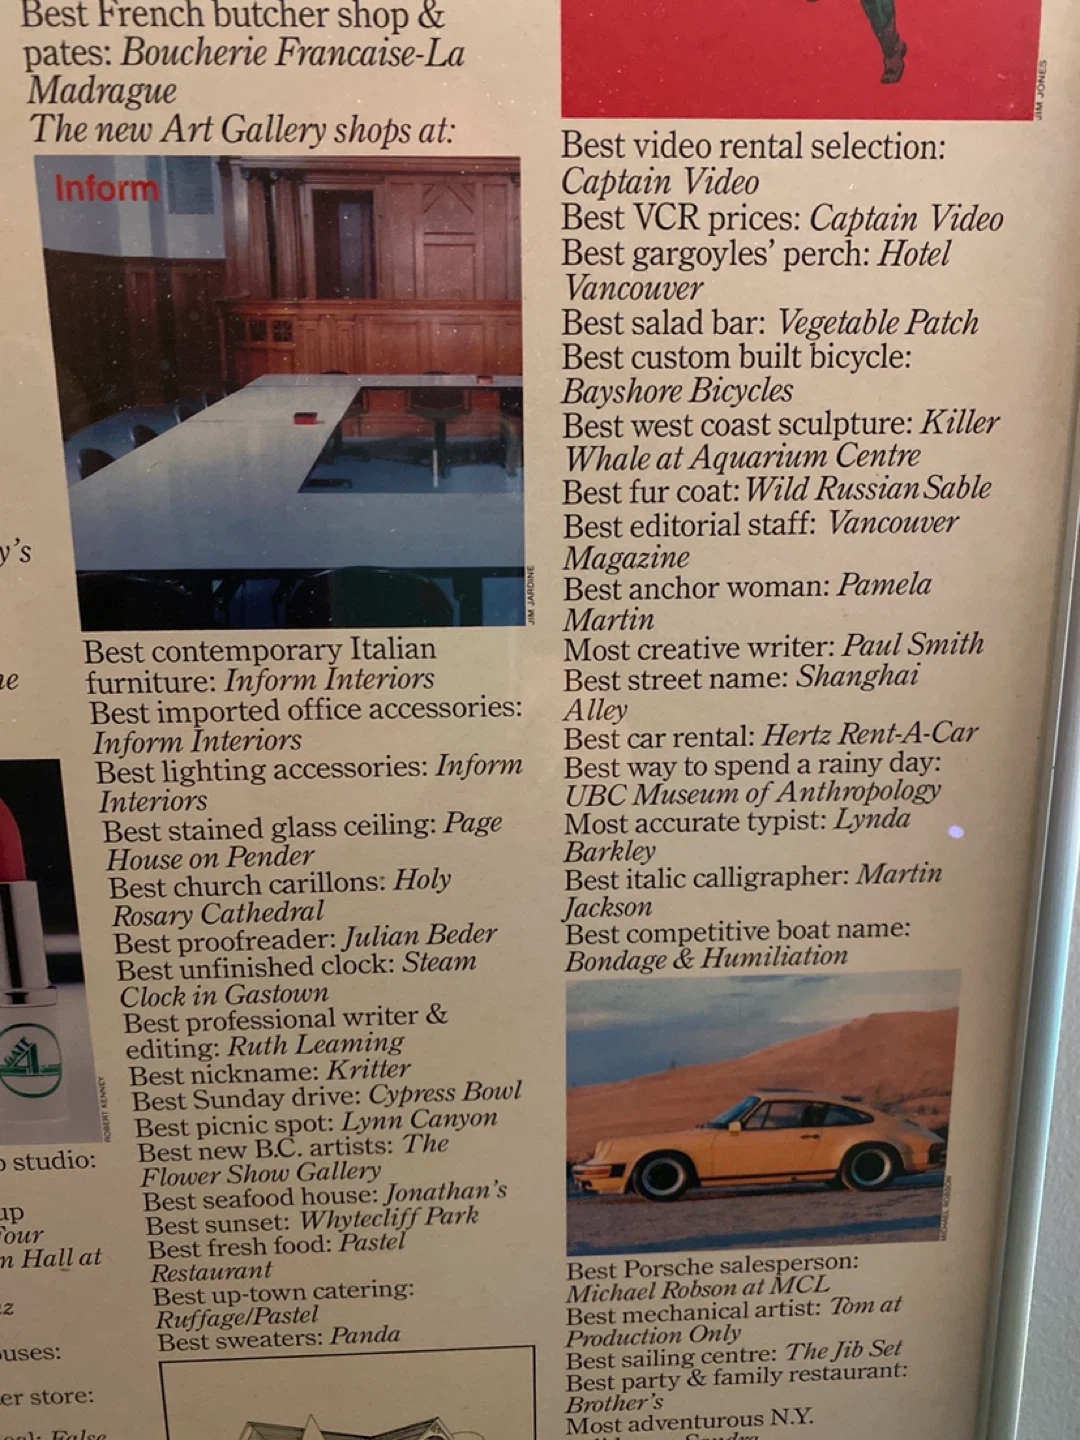 Best French butcher shop &
pates: Boucherie Francaise-La
Madrague
The new Art Gallery shops at:
Inform
JIM JARDINE
Best contemporary Italian
furniture: Inform Interiors
Best imported office accessories:
Inform Interiors
Best lighting accessories: Inform
Interiors
Best stained glass ceiling: Page
House on Pender
Best church carillons: Holy
Rosary Cathedral
Best proofreader: Julian Beder
Best unfinished clock: Steam
Clock in Gastown
Best professional writer &
editing: Ruth Leaming
Best nickname: Kritter
Best Sunday drive: Cypress Bowl
Best picnic spot: Lynn Canyon
Best new B.C. artists: The
Flower Show Gallery
Best seafood house: Jonathan's
Best sunset: Whytecliff Park
Best fresh food: Pastel
Restaurant
Best up-town catering:
Ruffage/Pastel
Best sweaters: Panda
JIM JONES
Best video rental selection:
Captain Video
Best VCR prices: Captain Video
Best gargoyles' perch: Hotel
Vancouver
Best salad bar: Vegetable Patch
Best custom built bicycle:
Bayshore Bicycles
Best west coast sculpture: Killer
Whale at Aquarium Centre
Best fur coat: Wild Russian Sable
Best editorial staff: Vancouver
Magazine
Best anchor woman: Pamela
Martin
Most creative writer: Paul Smith
Best street name: Shanghai
Alley
Best car rental: Hertz Rent-A-Car
Best way to spend a rainy day:
UBC Museum of Anthropology
Most accurate typist: Lynda
Barkley
Best italic calligrapher: Martin
Jackson
Best competitive boat name:
Bondage & Humiliation
MICHAEL ROBSON
Best Porsche salesperson:
Michael Robson at MCL
Best mechanical artist: Tom at
Production Only
Best sailing centre: The Jib Set
Best party & family restaurant:
Brother's
Most adventurous N.Y.
y's
GATE
4
ROBERT KENNEY
studio:
up
Four
Hall at
er store:
False